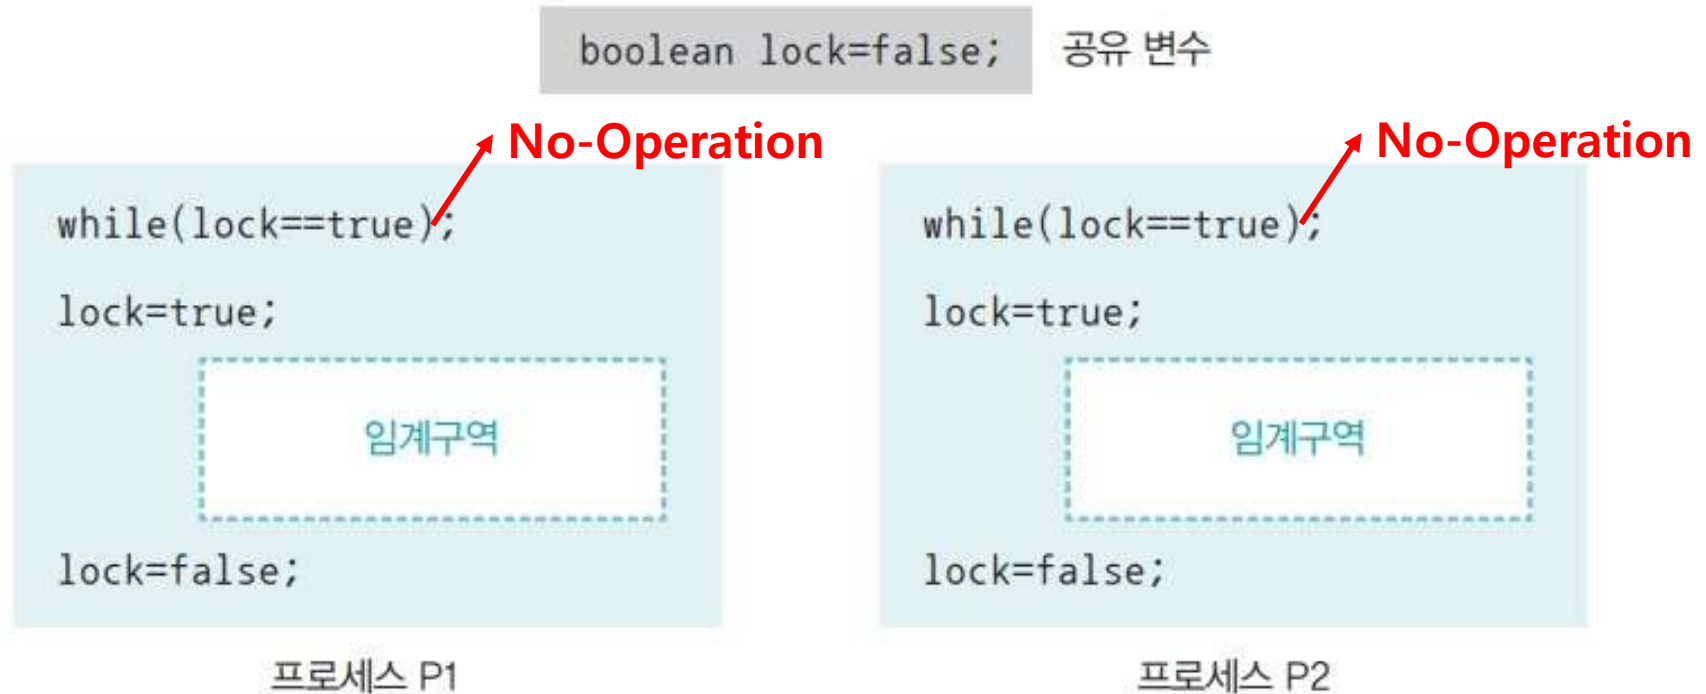 boolean lock=false; 공유 변수
No-Operation
while(lock==true);
lock=true;
임계구역
lock=false;
프로세스 P1
No-Operation
while(lock==true);
lock=true;
임계구역
lock=false;
프로세스 P2